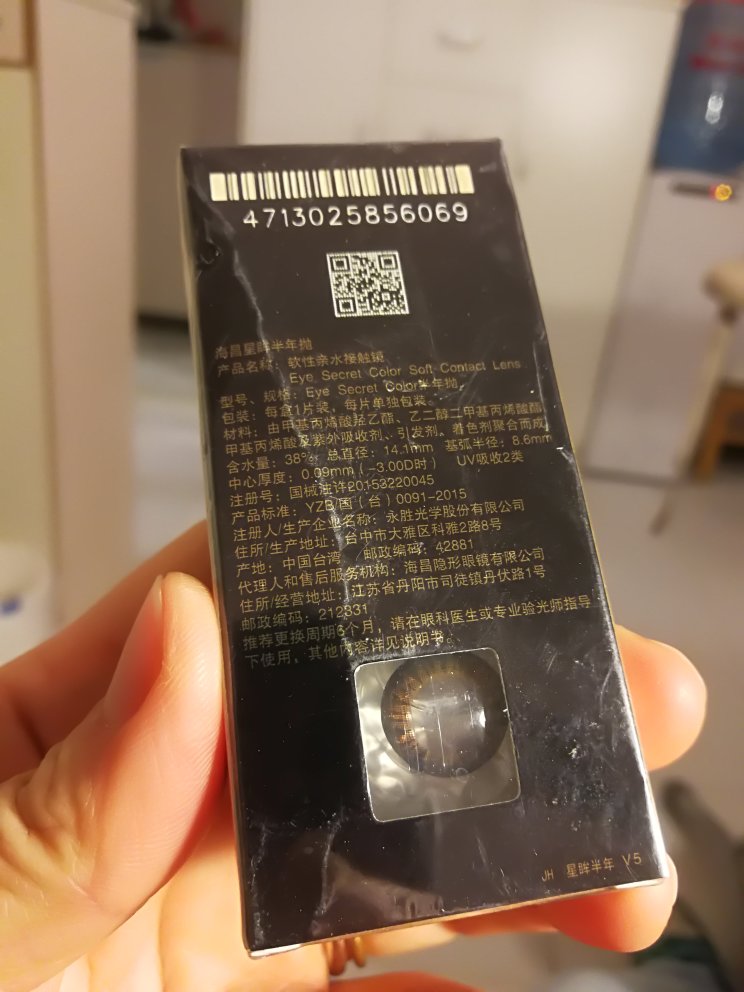 4713025856069
海昌星眸半年抛
产品名称：软性亲水接触镜
Eye Secret Color Soft Contact Lens
型号、规格：Eye Secret Color半年抛
包装：每盒1片装，每片单独包装。
材料：由甲基丙烯酸羟乙酯、乙二醇二甲基丙烯酸酯、
甲基丙烯酸及紫外吸收剂、引发剂、着色剂聚合而成
含水量：38% 总直径：14.1mm 基弧半径：8.6mm
中心厚度：0.09mm（-3.00D时） UV吸收2类
注册号：国械注许20153220045
产品标准：YZB/国（台）0091-2015
注册人/生产企业名称：永胜光学股份有限公司
住所/生产地址：台中市大雅区科雅2路8号
产地：中国台湾 邮政编码：42881
代理人和售后服务机构：海昌隐形眼镜有限公司
住所/经营地址：江苏省丹阳市司徒镇丹伏路1号
邮政编码：212331
推荐更换周期6个月，请在眼科医生或专业验光师指导
下使用，其他内容详见说明书。
JH 星眸半年 V5